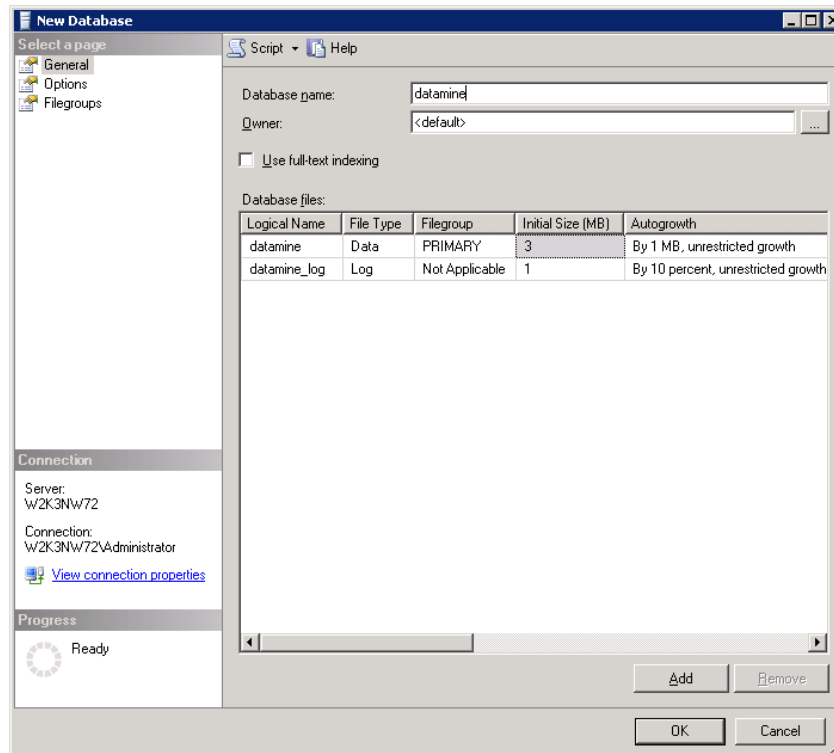 New Database
Select a page
General
Options
Filegroups
Script Help
Database name: datamine
Owner: <default> ...
Use full-text indexing
Database files:
Logical Name File Type Filegroup Initial Size (MB) Autogrowth
datamine Data PRIMARY 3 By 1 MB, unrestricted growth
datamine_log Log Not Applicable 1 By 10 percent, unrestricted growth
Connection
Server:
W2K3NW72
Connection:
W2K3NW72\Administrator
View connection properties
Progress
Ready
Add Remove
OK Cancel